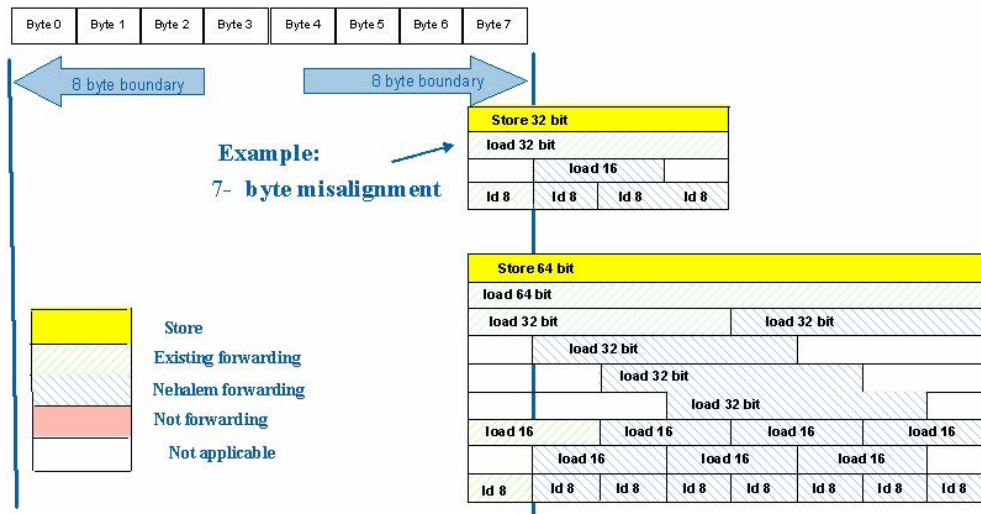 Byte 0 Byte 1 Byte 2 Byte 3 Byte 4 Byte 5 Byte 6 Byte 7
8 byte boundary 8 byte boundary
Store 32 bit
load 32 bit
load 16
ld 8 ld 8 ld 8 ld 8
Example:
7- byte misalignment
Store 64 bit
load 64 bit
load 32 bit load 32 bit
load 32 bit
load 32 bit
load 32 bit
load 16 load 16 load 16 load 16
load 16 load 16 load 16
ld 8 ld 8 ld 8 ld 8 ld 8 ld 8 ld 8 ld 8
Store
Existing forwarding
Nehalem forwarding
Not forwarding
Not applicable